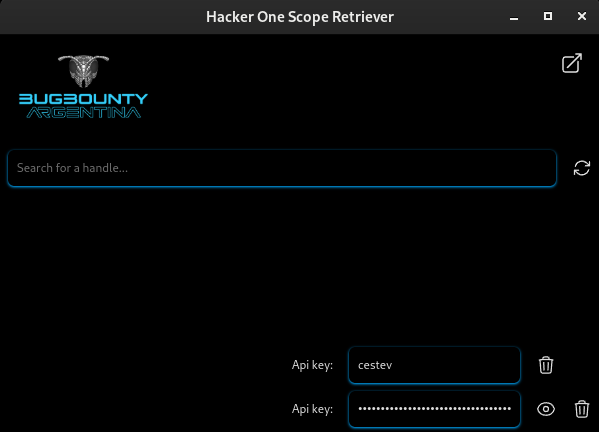 Hacker One Scope Retriever
BUGBOUNTY
ARGENTINA
Search for a handle...
Api key: cestev
Api key: ••••••••••••••••••••••••••••••••••